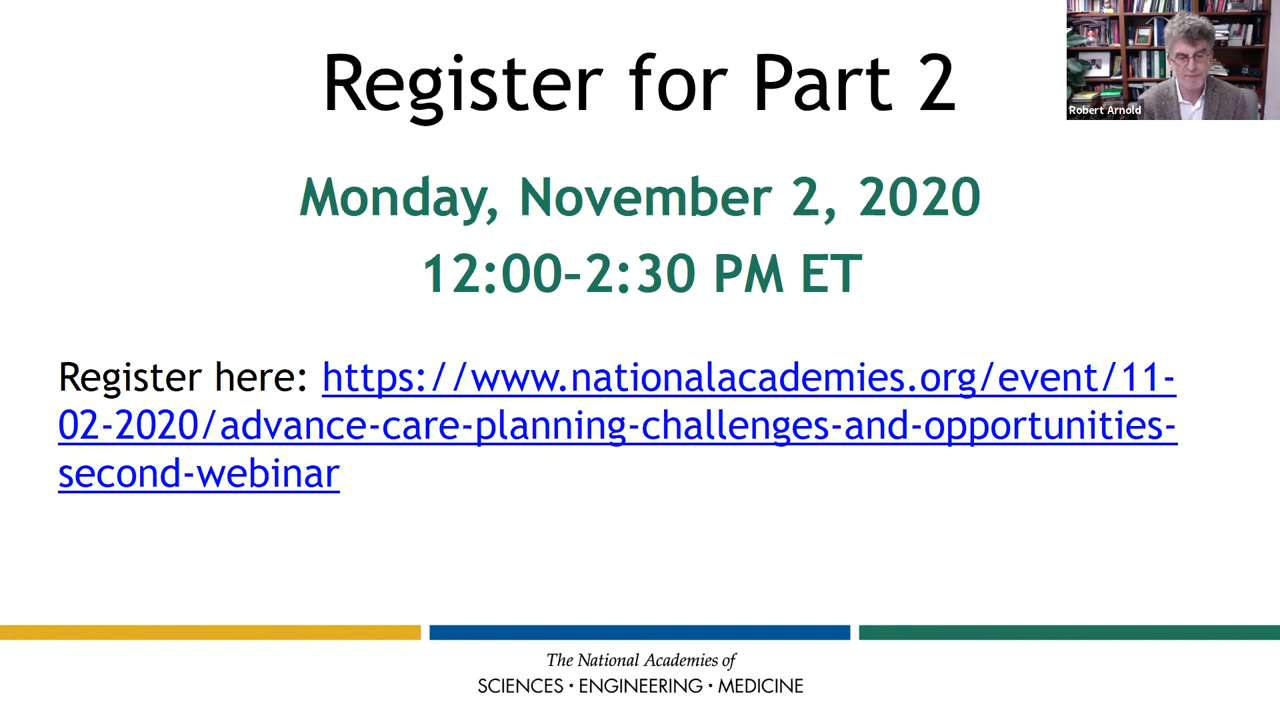 Register for Part 2
Robert Arnold
Monday, November 2, 2020
12:00–2:30 PM ET
Register here: https://www.nationalacademies.org/event/11-
02-2020/advance-care-planning-challenges-and-opportunities-
second-webinar
The National Academies of
SCIENCES · ENGINEERING · MEDICINE